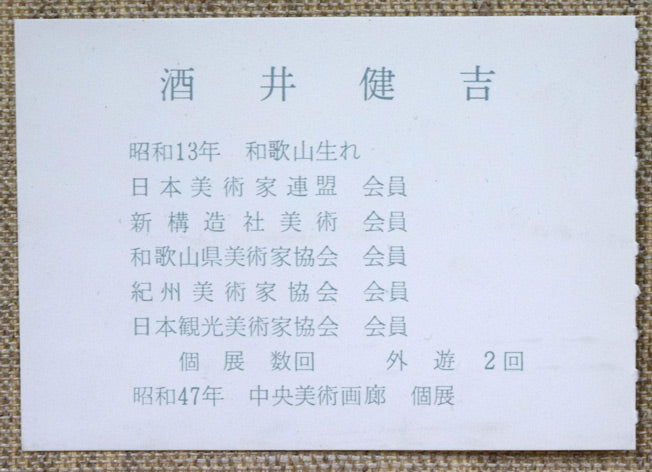 酒井健吉
昭和13年 和歌山生れ
日本美術家連盟 会員
新構造社美術 会員
和歌山県美術家協会 会員
紀州美術家協会 会員
日本観光美術家協会 会員
個展 数回 外遊 2回
昭和47年 中央美術画廊 個展